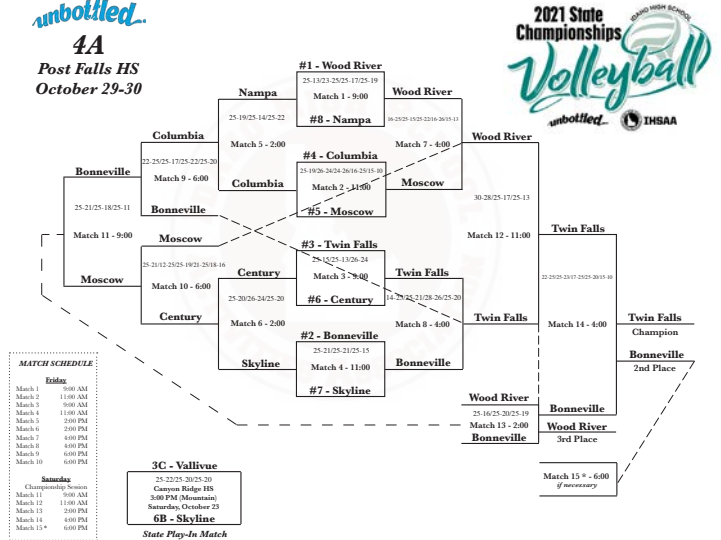 unbottled...
4A
Post Falls HS
October 29-30
2021 State
Championships
IDAHO HIGH SCHOOL
Volleyball
unbottled...
IHSAA
#1 - Wood River
25-13/23-25/25-17/25-19
Match 1 - 9:00
#8 - Nampa
#4 - Columbia
25-19/26-24/24-26/16-25/15-10
Match 2 - 11:00
#5 - Moscow
#3 - Twin Falls
25-15/25-13/26-24
Match 3 - 9:00
#6 - Century
#2 - Bonneville
25-21/25-21/25-15
Match 4 - 11:00
#7 - Skyline
Nampa
25-19/25-14/25-22
Match 5 - 2:00
Columbia
Century
25-20/26-24/25-20
Match 6 - 2:00
Skyline
Wood River
16-25/25-15/25-22/16-26/15-13
Match 7 - 4:00
Moscow
Twin Falls
14-25/25-21/28-26/25-20
Match 8 - 4:00
Bonneville
Columbia
22-25/25-17/25-22/25-20
Match 9 - 6:00
Bonneville
Moscow
25-21/12-25/25-19/21-25/18-16
Match 10 - 6:00
Century
Bonneville
25-21/25-18/25-11
Match 11 - 9:00
Moscow
Wood River
30-28/25-17/25-13
Match 12 - 11:00
Twin Falls
Wood River
25-16/25-20/25-19
Match 13 - 2:00
Bonneville
Twin Falls
22-25/25-23/17-25/25-20/15-10
Match 14 - 4:00
Bonneville
Wood River
3rd Place
Twin Falls
Champion
Bonneville
2nd Place
Match 15 * - 6:00
if necessary
MATCH SCHEDULE
Friday
Match 1 9:00 AM
Match 2 11:00 AM
Match 3 9:00 AM
Match 4 11:00 AM
Match 5 2:00 PM
Match 6 2:00 PM
Match 7 4:00 PM
Match 8 4:00 PM
Match 9 6:00 PM
Match 10 6:00 PM
Saturday
Championship Session
Match 11 9:00 AM
Match 12 11:00 AM
Match 13 2:00 PM
Match 14 4:00 PM
Match 15 * 6:00 PM
3C - Vallivue
25-22/25-20/25-20
Canyon Ridge HS
3:00 PM (Mountain)
Saturday, October 23
6B - Skyline
State Play-In Match